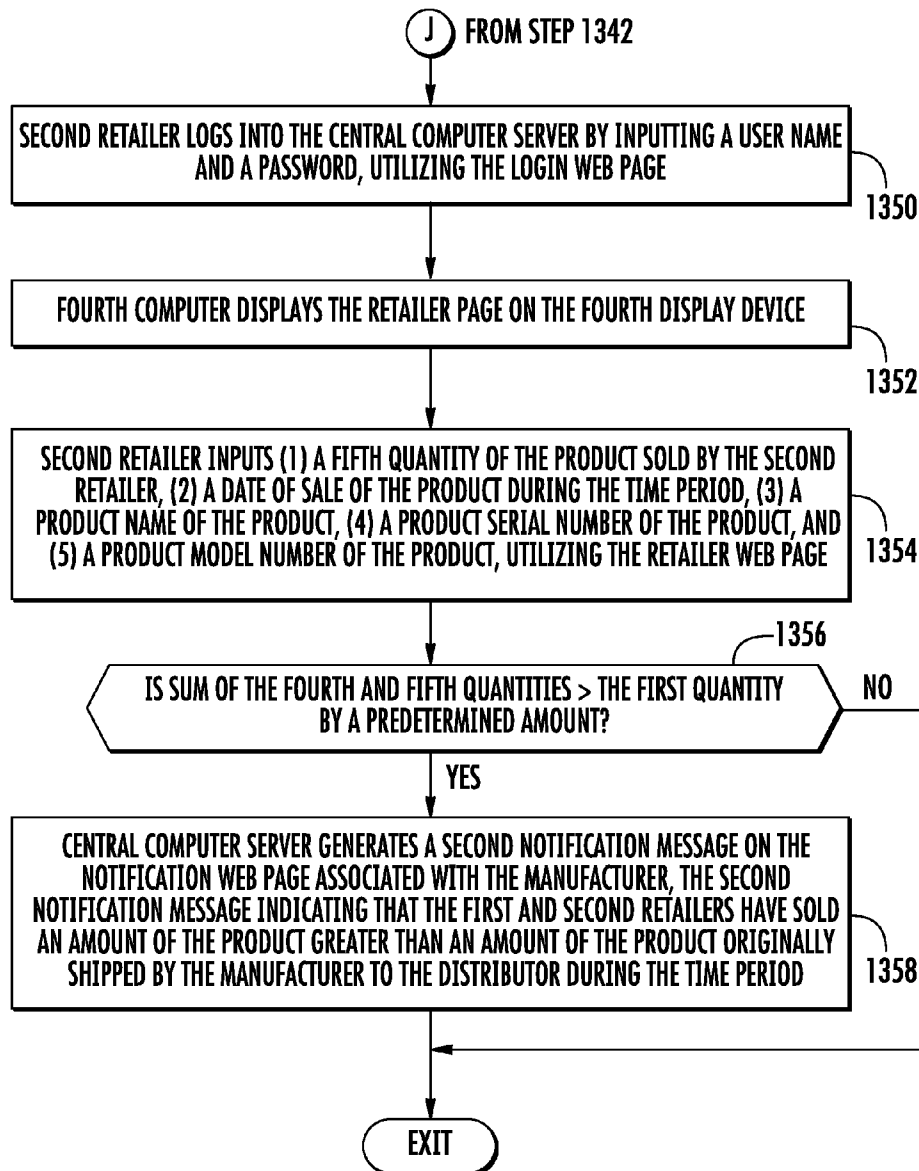 J FROM STEP 1342
SECOND RETAILER LOGS INTO THE CENTRAL COMPUTER SERVER BY INPUTTING A USER NAME
AND A PASSWORD, UTILIZING THE LOGIN WEB PAGE
1350
FOURTH COMPUTER DISPLAYS THE RETAILER PAGE ON THE FOURTH DISPLAY DEVICE
1352
SECOND RETAILER INPUTS (1) A FIFTH QUANTITY OF THE PRODUCT SOLD BY THE SECOND
RETAILER, (2) A DATE OF SALE OF THE PRODUCT DURING THE TIME PERIOD, (3) A
PRODUCT NAME OF THE PRODUCT, (4) A PRODUCT SERIAL NUMBER OF THE PRODUCT, AND
(5) A PRODUCT MODEL NUMBER OF THE PRODUCT, UTILIZING THE RETAILER WEB PAGE
1354
1356
IS SUM OF THE FOURTH AND FIFTH QUANTITIES > THE FIRST QUANTITY
BY A PREDETERMINED AMOUNT?
NO
YES
CENTRAL COMPUTER SERVER GENERATES A SECOND NOTIFICATION MESSAGE ON THE
NOTIFICATION WEB PAGE ASSOCIATED WITH THE MANUFACTURER, THE SECOND
NOTIFICATION MESSAGE INDICATING THAT THE FIRST AND SECOND RETAILERS HAVE SOLD
AN AMOUNT OF THE PRODUCT GREATER THAN AN AMOUNT OF THE PRODUCT ORIGINALLY
SHIPPED BY THE MANUFACTURER TO THE DISTRIBUTOR DURING THE TIME PERIOD
1358
EXIT